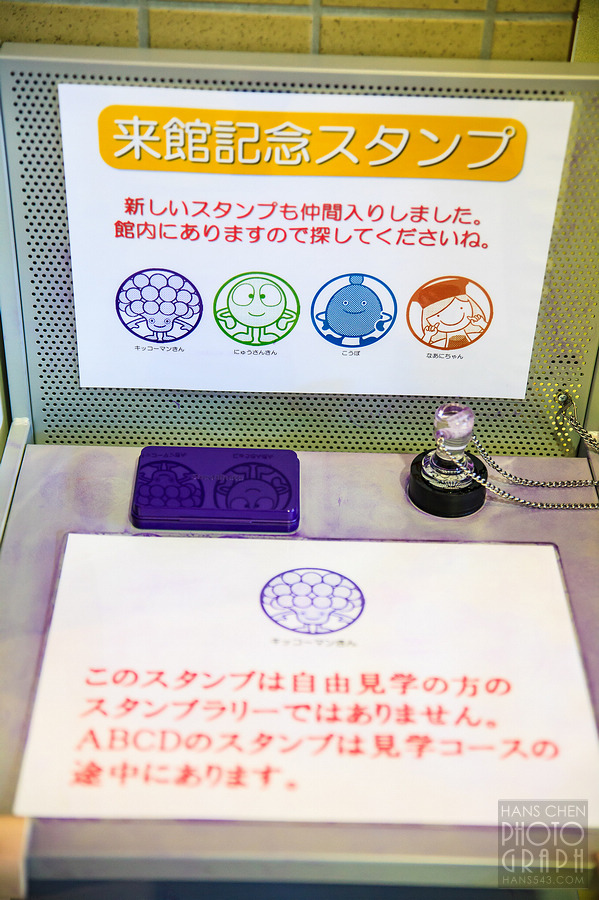 来館記念スタンプ
新しいスタンプも仲間入りしました。
館内にありますので探してくださいね。
キッコーマンきん
にゅうさんきん
こうぼ
なあにちゃん
キッコーマンきん
このスタンプは自由見学の方の
スタンプラリーではありません。
ABCDのスタンプは見学コースの
途中にあります。
HANS CHEN
PHOTO
GRAPH
HANS543.COM